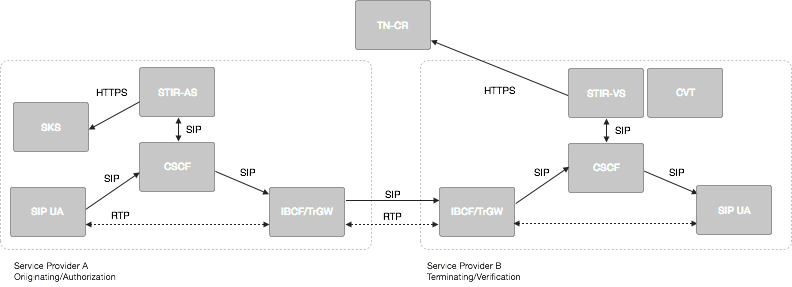 TN-CR
HTTPS
STIR-AS
SKS
SIP
CSCF
SIP
SIP
SIP UA
RTP
IBCF/TrGW
SIP
RTP
HTTPS
STIR-VS
CVT
SIP
CSCF
SIP
SIP
IBCF/TrGW
SIP UA
Service Provider A
Originating/Authorization
Service Provider B
Terminating/Verification